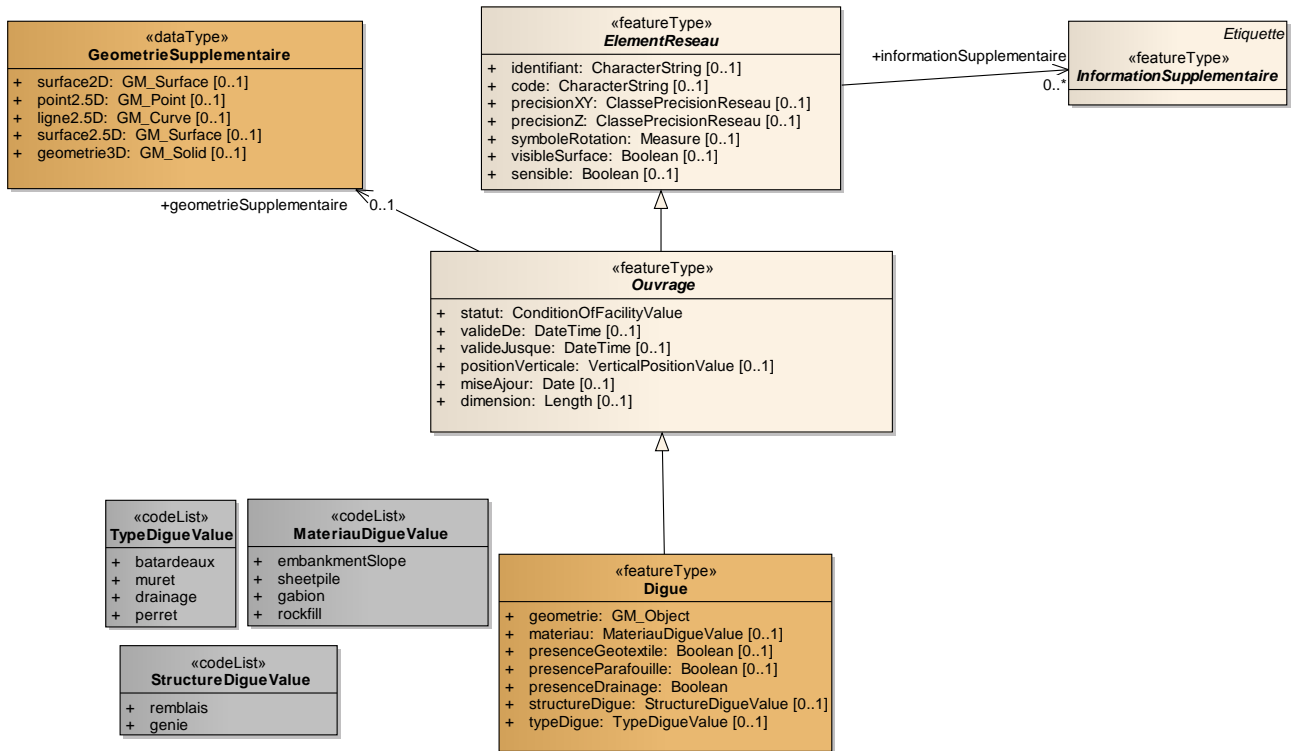 «dataType»
GeometrieSupplementaire
+ surface2D: GM_Surface [0..1]
+ point2.5D: GM_Point [0..1]
+ ligne2.5D: GM_Curve [0..1]
+ surface2.5D: GM_Surface [0..1]
+ geometrie3D: GM_Solid [0..1]
«featureType»
ElementReseau
+ identifiant: CharacterString [0..1]
+ code: CharacterString [0..1]
+ precisionXY: ClassePrecisionReseau [0..1]
+ precisionZ: ClassePrecisionReseau [0..1]
+ symboleRotation: Measure [0..1]
+ visibleSurface: Boolean [0..1]
+ sensible: Boolean [0..1]
+informationSupplementaire
0..*
Etiquette
«featureType»
InformationSupplementaire
+geometrieSupplementaire
0..1
«featureType»
Ouvrage
+ statut: ConditionOfFacilityValue
+ valideDe: DateTime [0..1]
+ valideJusque: DateTime [0..1]
+ positionVerticale: VerticalPositionValue [0..1]
+ miseAjour: Date [0..1]
+ dimension: Length [0..1]
«codeList»
TypeDigueValue
+ batardeaux
+ muret
+ drainage
+ perret
«codeList»
MateriauDigueValue
+ embankmentSlope
+ sheetpile
+ gabion
+ rockfill
«codeList»
StructureDigueValue
+ remblais
+ genie
«featureType»
Digue
+ geometrie: GM_Object
+ materiau: MateriauDigueValue [0..1]
+ presenceGeotextile: Boolean [0..1]
+ presenceParafouille: Boolean [0..1]
+ presenceDrainage: Boolean
+ structureDigue: StructureDigueValue [0..1]
+ typeDigue: TypeDigueValue [0..1]